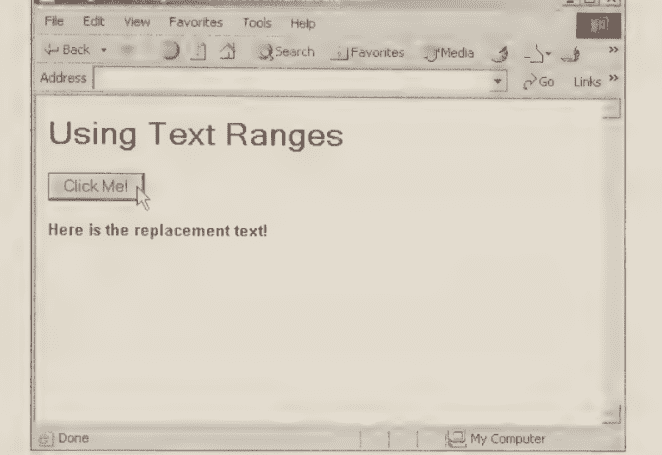 File Edit View Favorites Tools Help
Back Search Favorites Media »
Address Go Links »
Using Text Ranges
Click Me!
Here is the replacement text!
Done My Computer